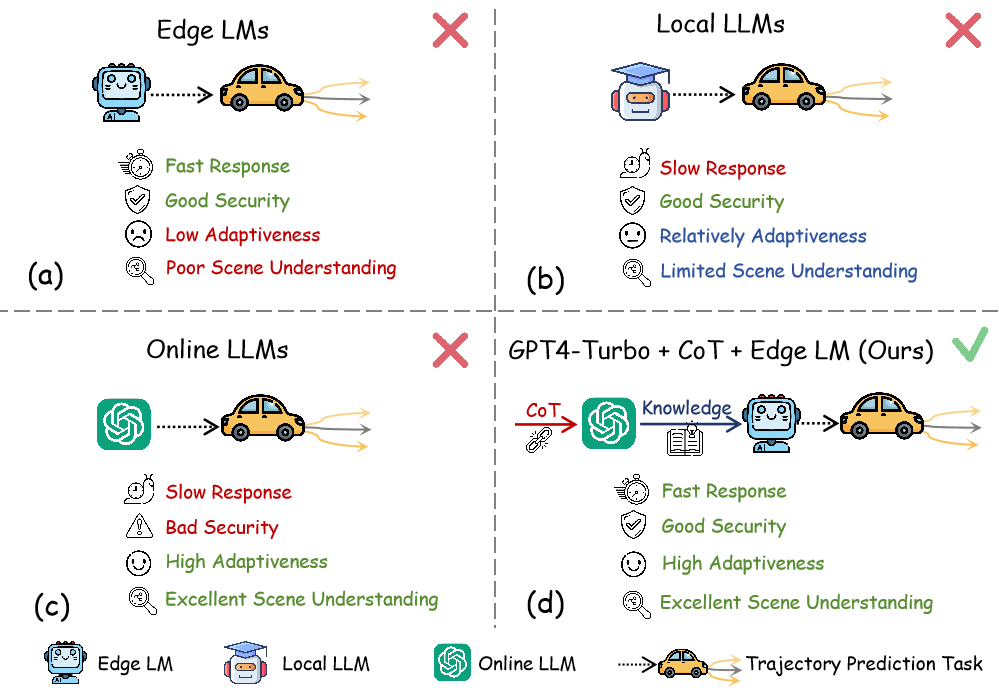 Edge LMs
AI
Fast Response
Good Security
Low Adaptiveness
Poor Scene Understanding
(a)
Local LLMs
Slow Response
Good Security
Relatively Adaptiveness
Limited Scene Understanding
(b)
Online LLMs
Slow Response
Bad Security
High Adaptiveness
Excellent Scene Understanding
(c)
GPT4-Turbo + CoT + Edge LM (Ours)
CoT
Knowledge
AI
Fast Response
Good Security
High Adaptiveness
Excellent Scene Understanding
(d)
AI
Edge LM
Local LLM
Online LLM
Trajectory Prediction Task